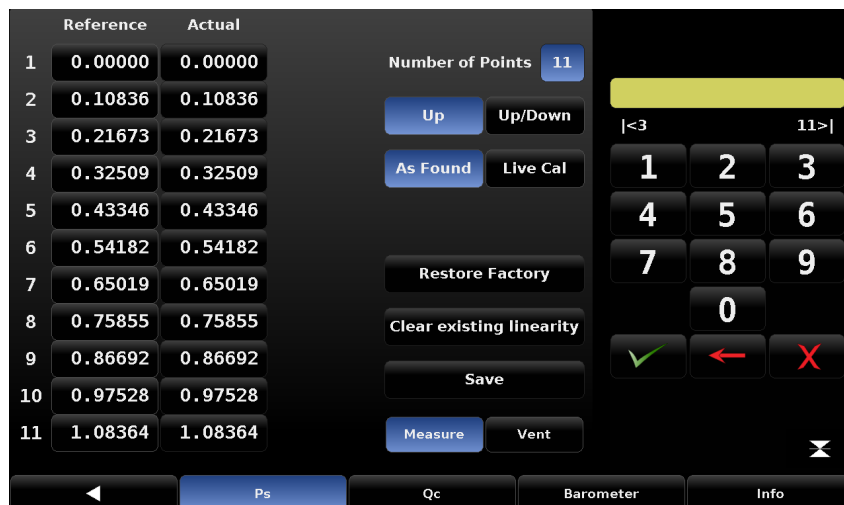 Reference Actual
1 0.00000 0.00000
2 0.10836 0.10836
3 0.21673 0.21673
4 0.32509 0.32509
5 0.43346 0.43346
6 0.54182 0.54182
7 0.65019 0.65019
8 0.75855 0.75855
9 0.86692 0.86692
10 0.97528 0.97528
11 1.08364 1.08364
Number of Points 11
Up Up/Down
As Found Live Cal
Restore Factory
Clear existing linearity
Save
Measure Vent
|<3 11>|
1 2 3
4 5 6
7 8 9
0
X
Ps Qc Barometer Info